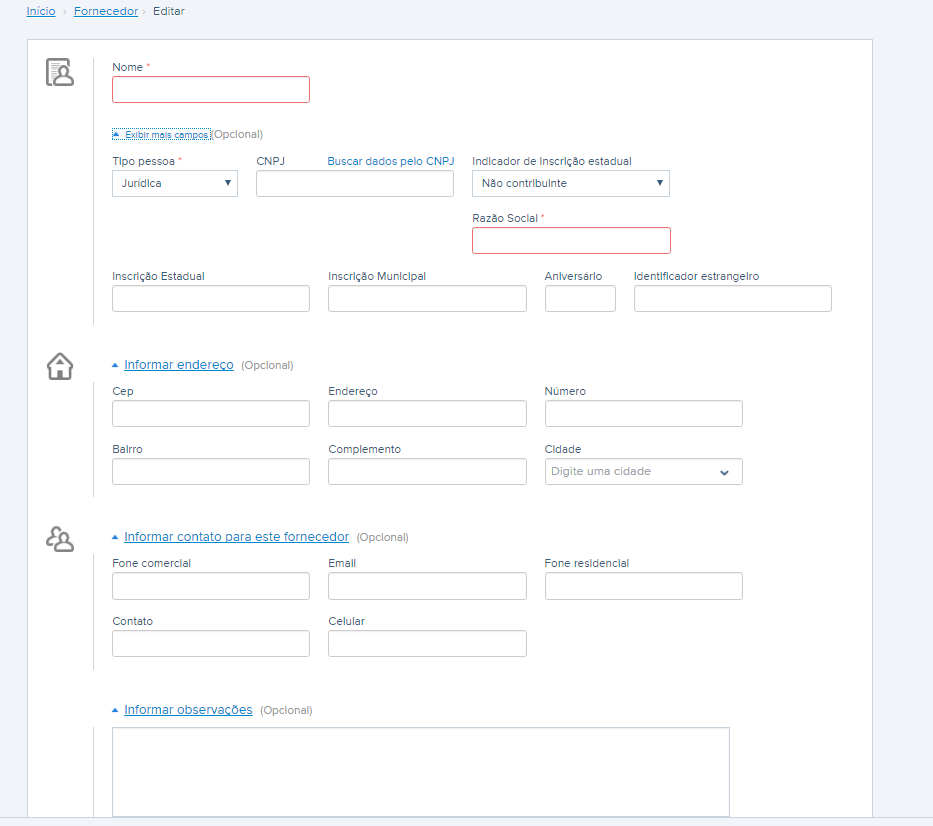 Início › Fornecedor › Editar
Nome *
Exibir mais campos (Opcional)
Tipo pessoa * CNPJ Buscar dados pelo CNPJ Indicador de inscrição estadual
Jurídica Não contribuinte
Razão Social *
Inscrição Estadual Inscrição Municipal Aniversário Identificador estrangeiro
Informar endereço (Opcional)
Cep Endereço Número
Bairro Complemento Cidade
Digite uma cidade
Informar contato para este fornecedor (Opcional)
Fone comercial Email Fone residencial
Contato Celular
Informar observações (Opcional)